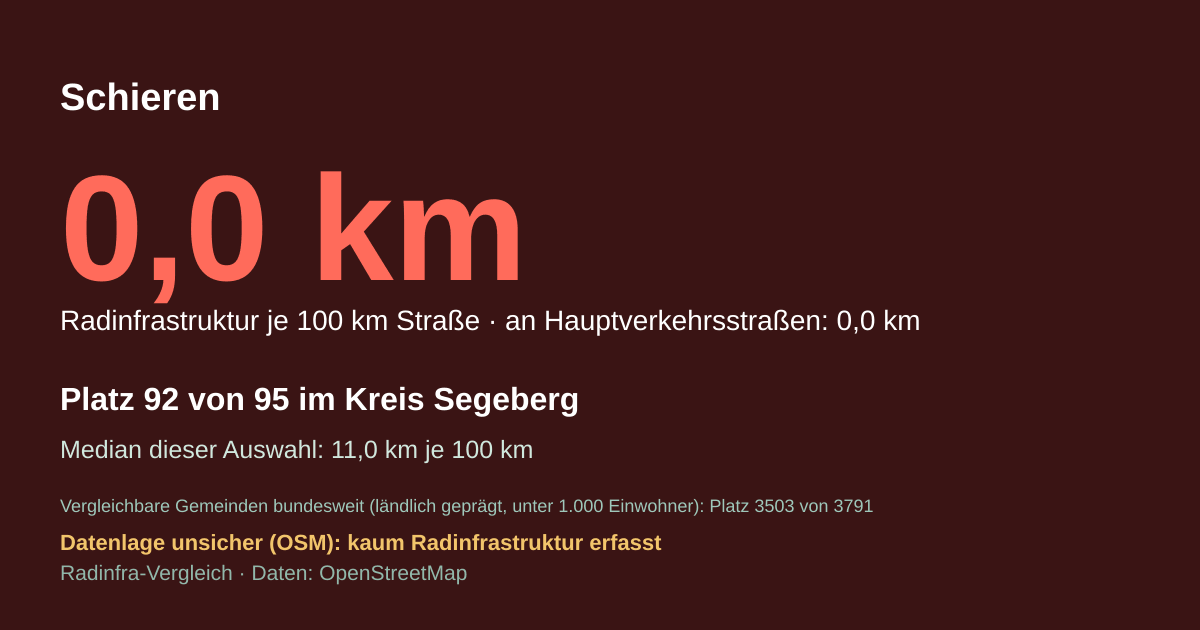 Schieren
0,0 km
Radinfrastruktur je 100 km Straße · an Hauptverkehrsstraßen: 0,0 km
Platz 92 von 95 im Kreis Segeberg
Median dieser Auswahl: 11,0 km je 100 km
Vergleichbare Gemeinden bundesweit (ländlich geprägt, unter 1.000 Einwohner): Platz 3503 von 3791
Datenlage unsicher (OSM): kaum Radinfrastruktur erfasst
Radinfra-Vergleich · Daten: OpenStreetMap